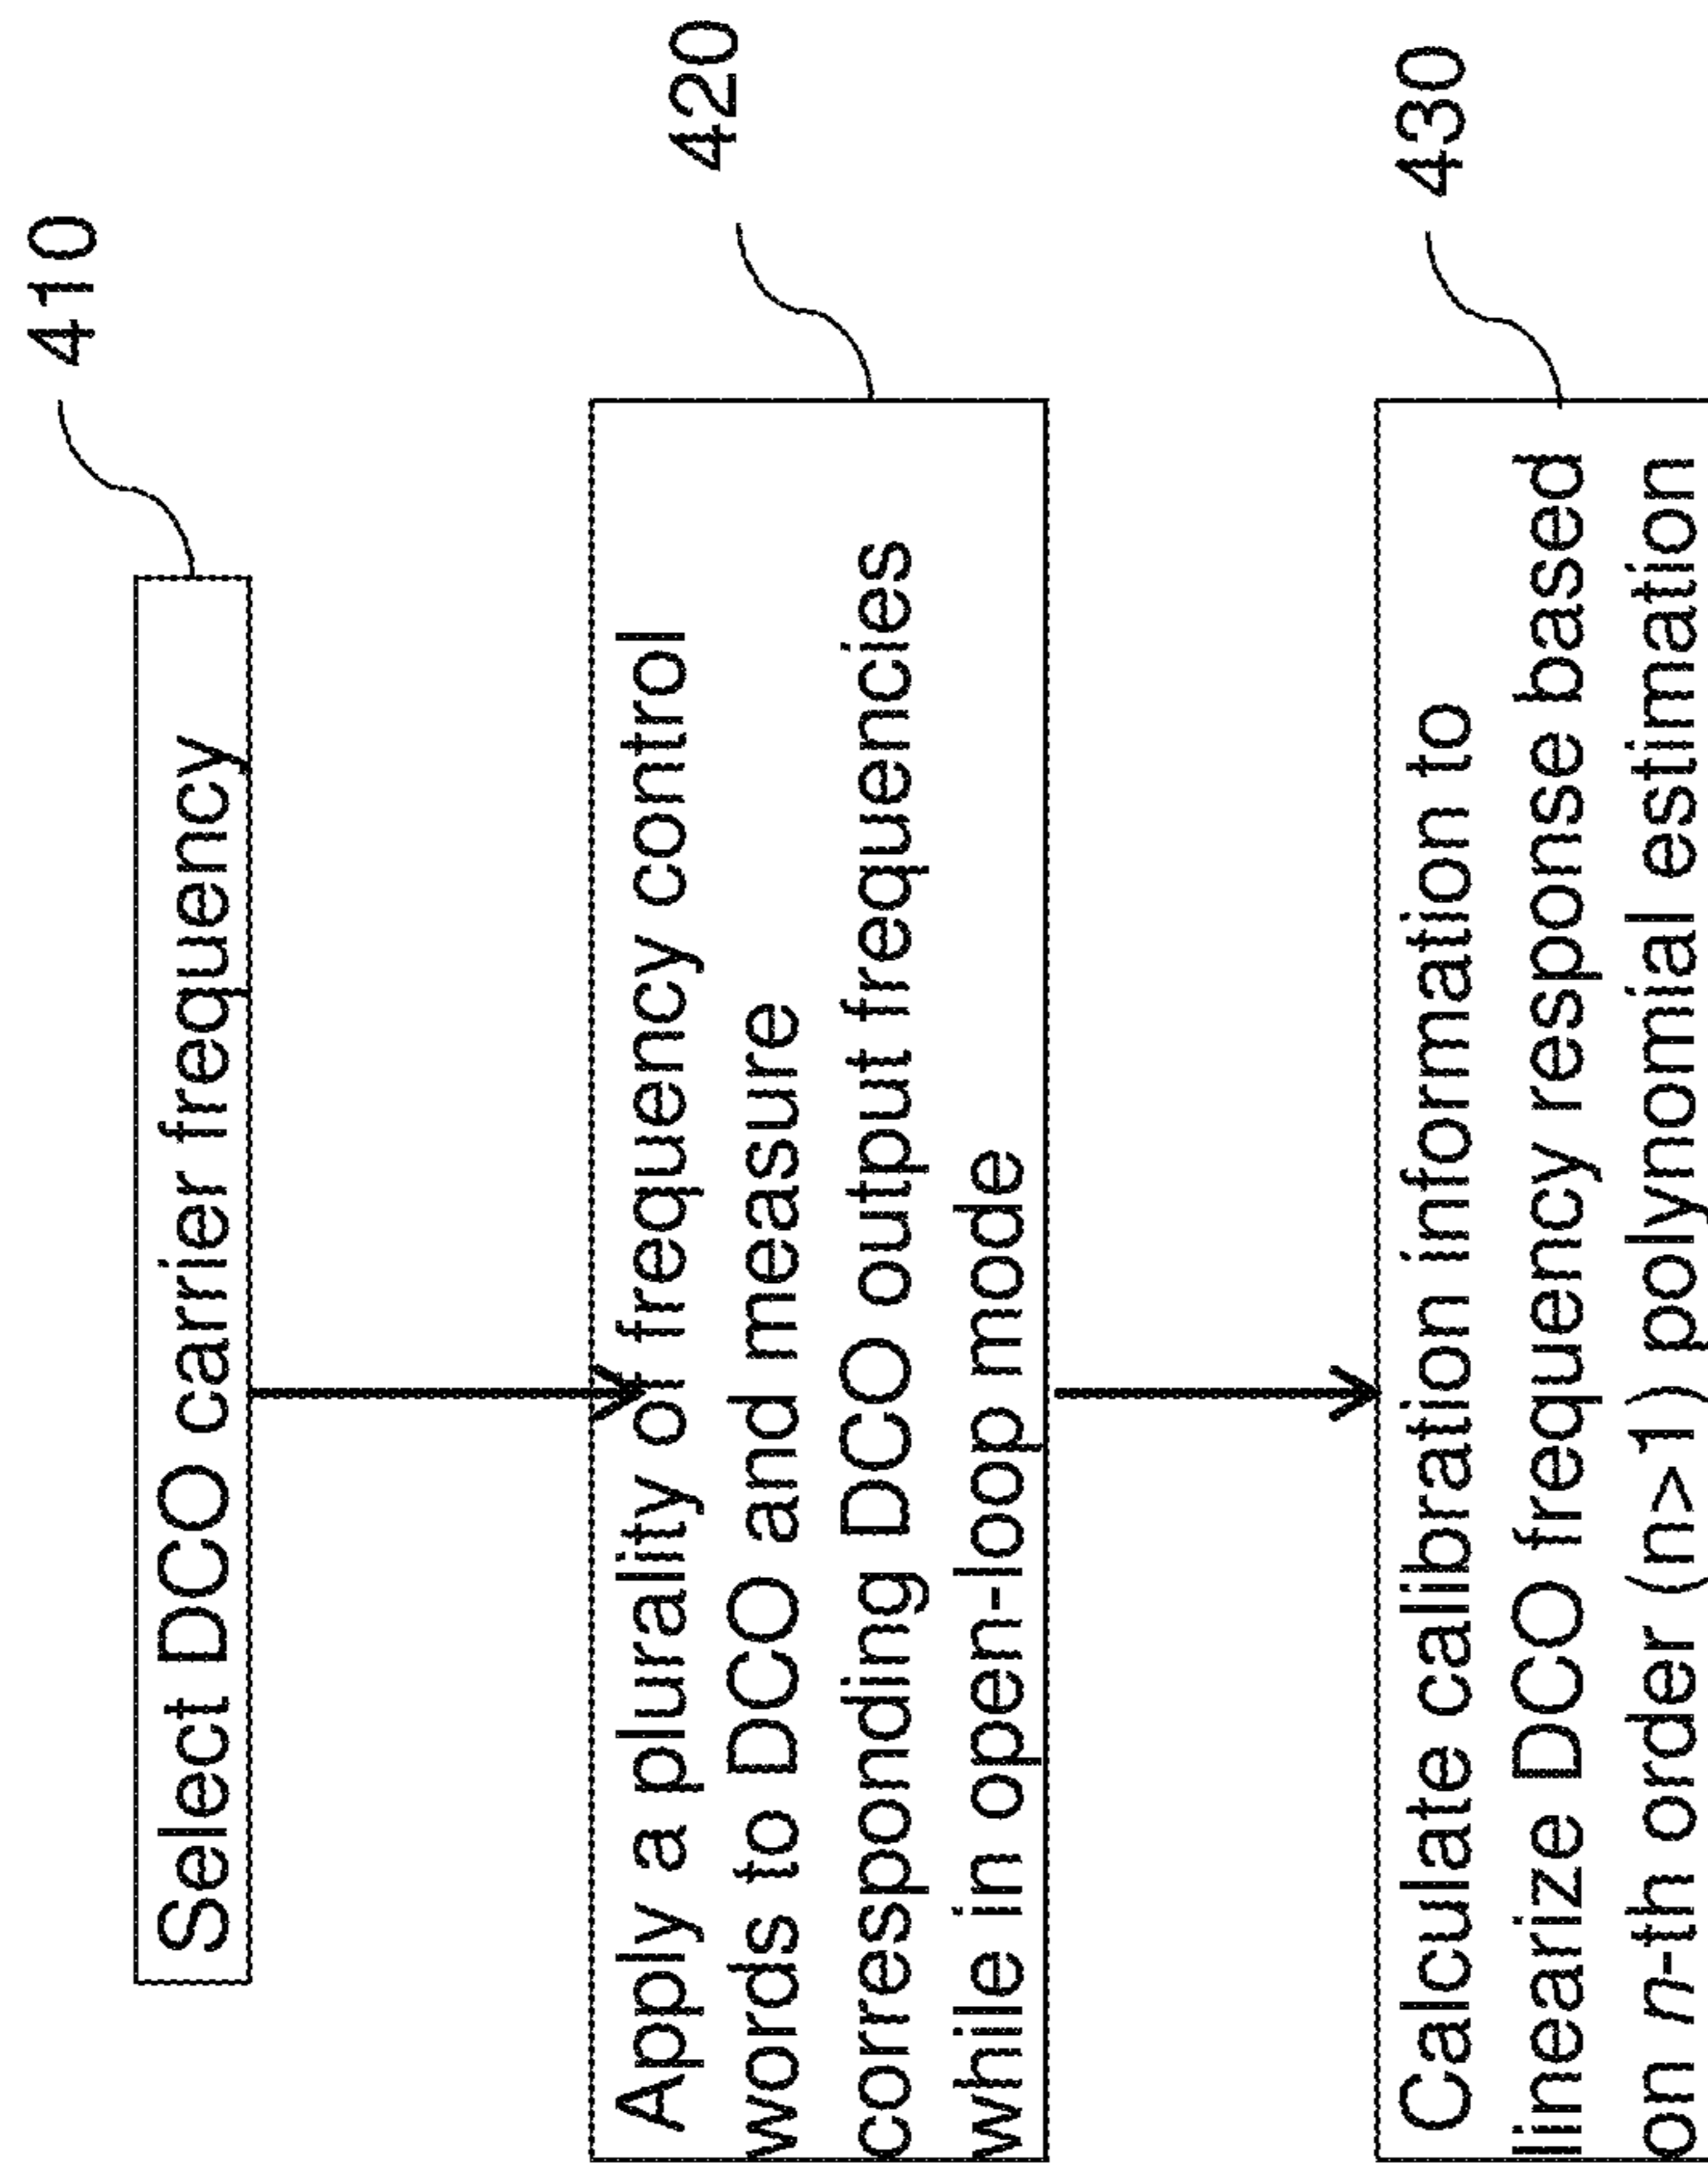 410
Select DCO carrier frequency
420
Apply a plurality of frequency control
words to DCO and measure
corresponding DCO output frequencies
while in open-loop mode
430
Calculate calibration information to
linearize DCO frequency response based
on n-th order (n>1) polynomial estimation